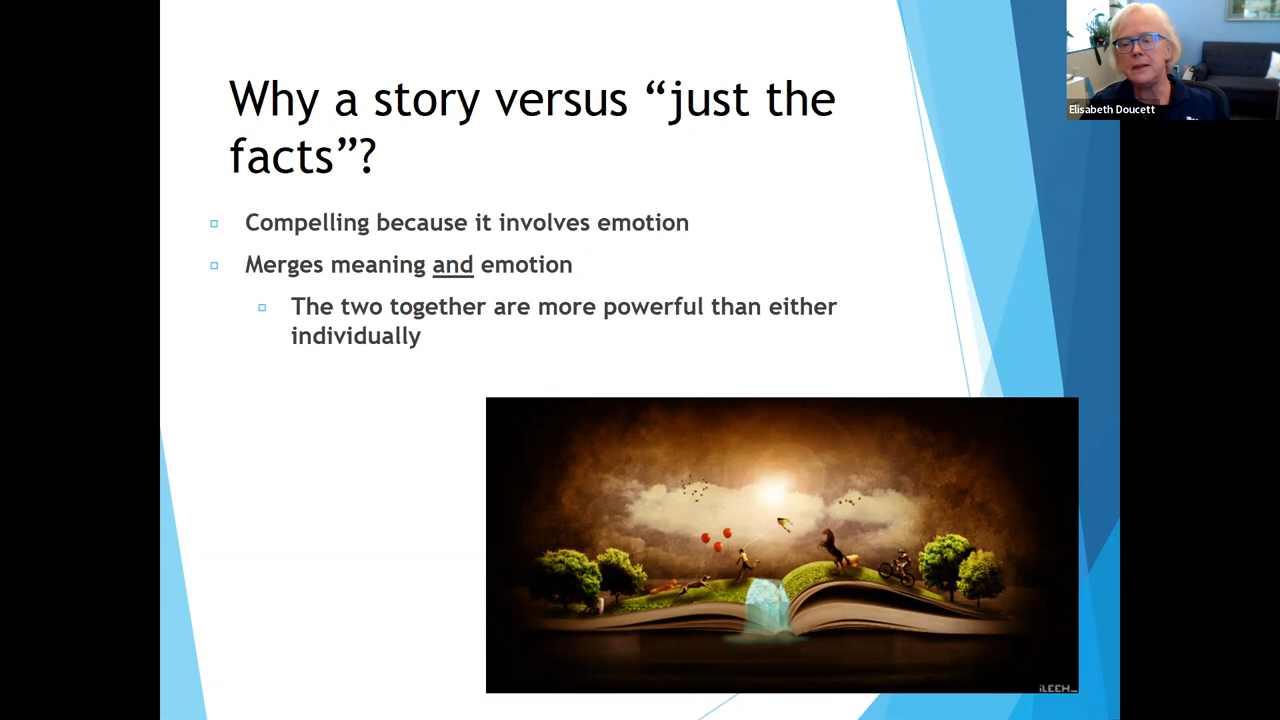 Why a story versus “just the
facts”?
Compelling because it involves emotion
Merges meaning and emotion
The two together are more powerful than either
individually
Elisabeth Doucett
iLEEH_